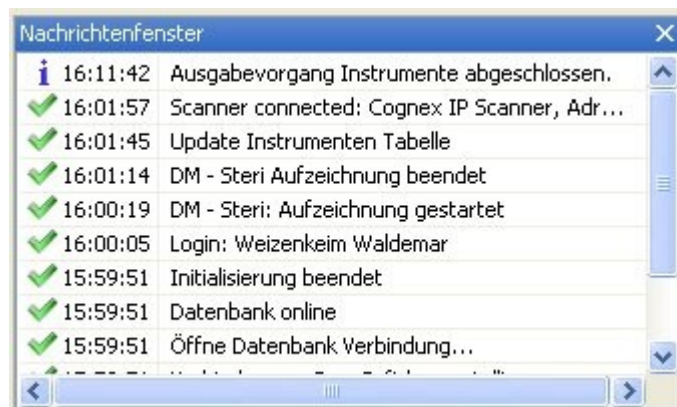 Nachrichtenfenster
16:11:42 Ausgabevorgang Instrumente abgeschlossen.
16:01:57 Scanner connected: Cognex IP Scanner, Adr...
16:01:45 Update Instrumenten Tabelle
16:01:14 DM - Steri Aufzeichnung beendet
16:00:19 DM - Steri: Aufzeichnung gestartet
16:00:05 Login: Weizenkeim Waldemar
15:59:51 Initialisierung beendet
15:59:51 Datenbank online
15:59:51 Öffne Datenbank Verbindung...